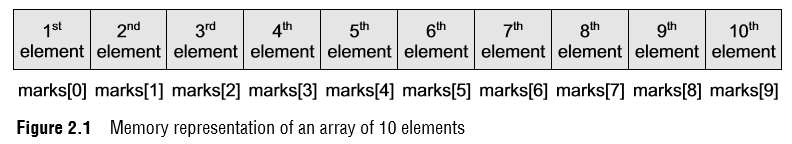 1st 2nd 3rd 4th 5th 6th 7th 8th 9th 10th
element element element element element element element element element element
marks[0] marks[1] marks[2] marks[3] marks[4] marks[5] marks[6] marks[7] marks[8] marks[9]
Figure 2.1 Memory representation of an array of 10 elements